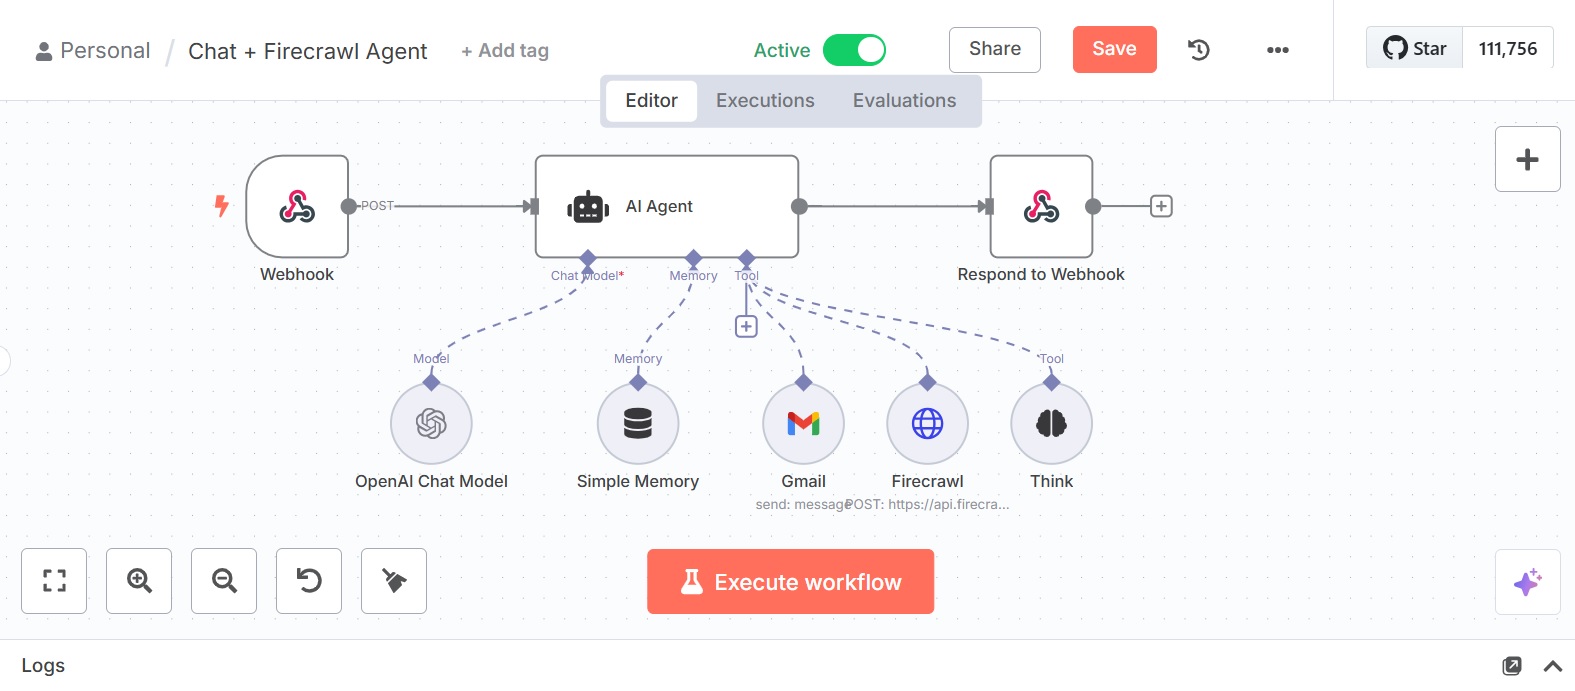 Personal / Chat + Firecrawl Agent + Add tag Active Share Save Star 111,756
Editor Executions Evaluations
POST
AI Agent
Webhook
Chat Model* Memory Tool
Respond to Webhook
Model Memory Tool
OpenAI Chat Model Simple Memory Gmail Firecrawl Think
send: message POST: https://api.firecra...
Execute workflow
Logs